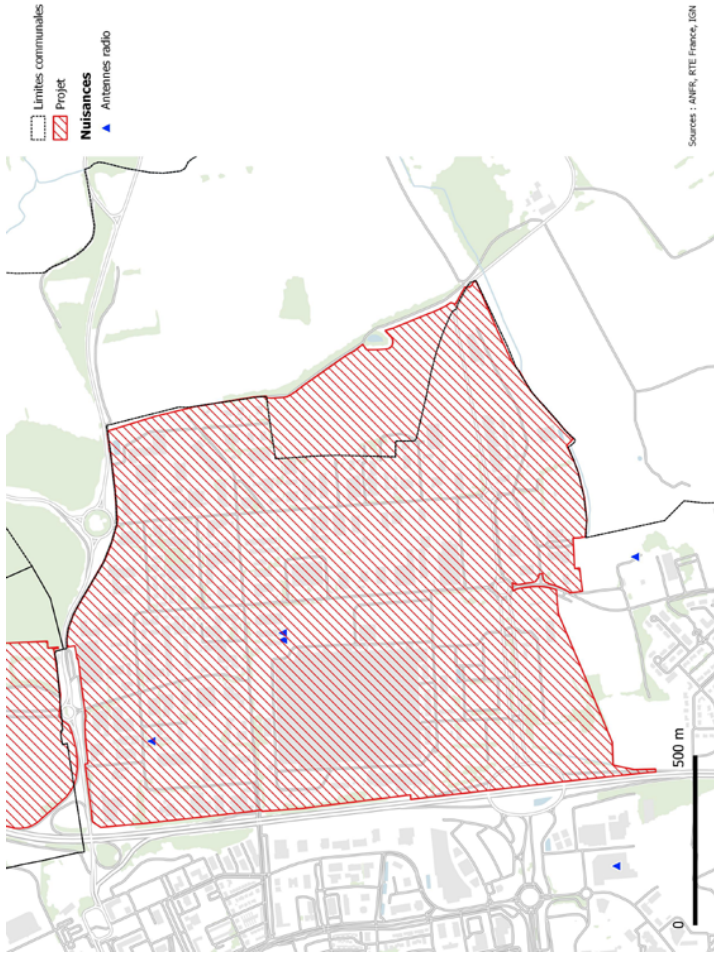 Limites communales
Projet
Nuisances
Antennes radio
Sources : ANFR, RTE France, IGN
0
500 m